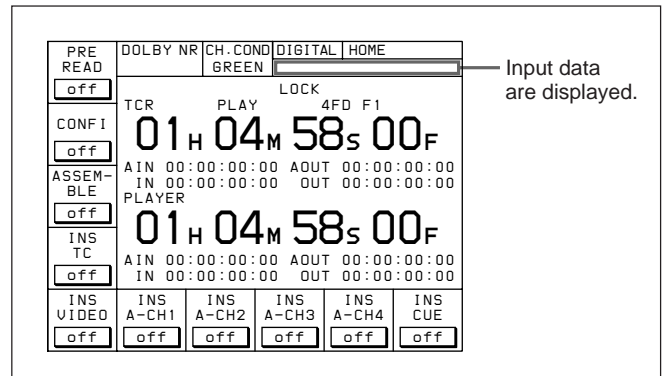 PRE READ
off
DOLBY NR
CH.COND
GREEN
DIGITAL
HOME
Input data
are displayed.
LOCK
TCR PLAY 4FD F1
01H 04M 58S 00F
AIN 00:00:00:00 AOUT 00:00:00:00
IN 00:00:00:00 OUT 00:00:00:00
PLAYER
01H 04M 58S 00F
AIN 00:00:00:00 AOUT 00:00:00:00
IN 00:00:00:00 OUT 00:00:00:00
CONFI
off
ASSEM-
BLE
off
INS
TC
off
INS
VIDEO
off
INS
A-CH1
off
INS
A-CH2
off
INS
A-CH3
off
INS
A-CH4
off
INS
CUE
off